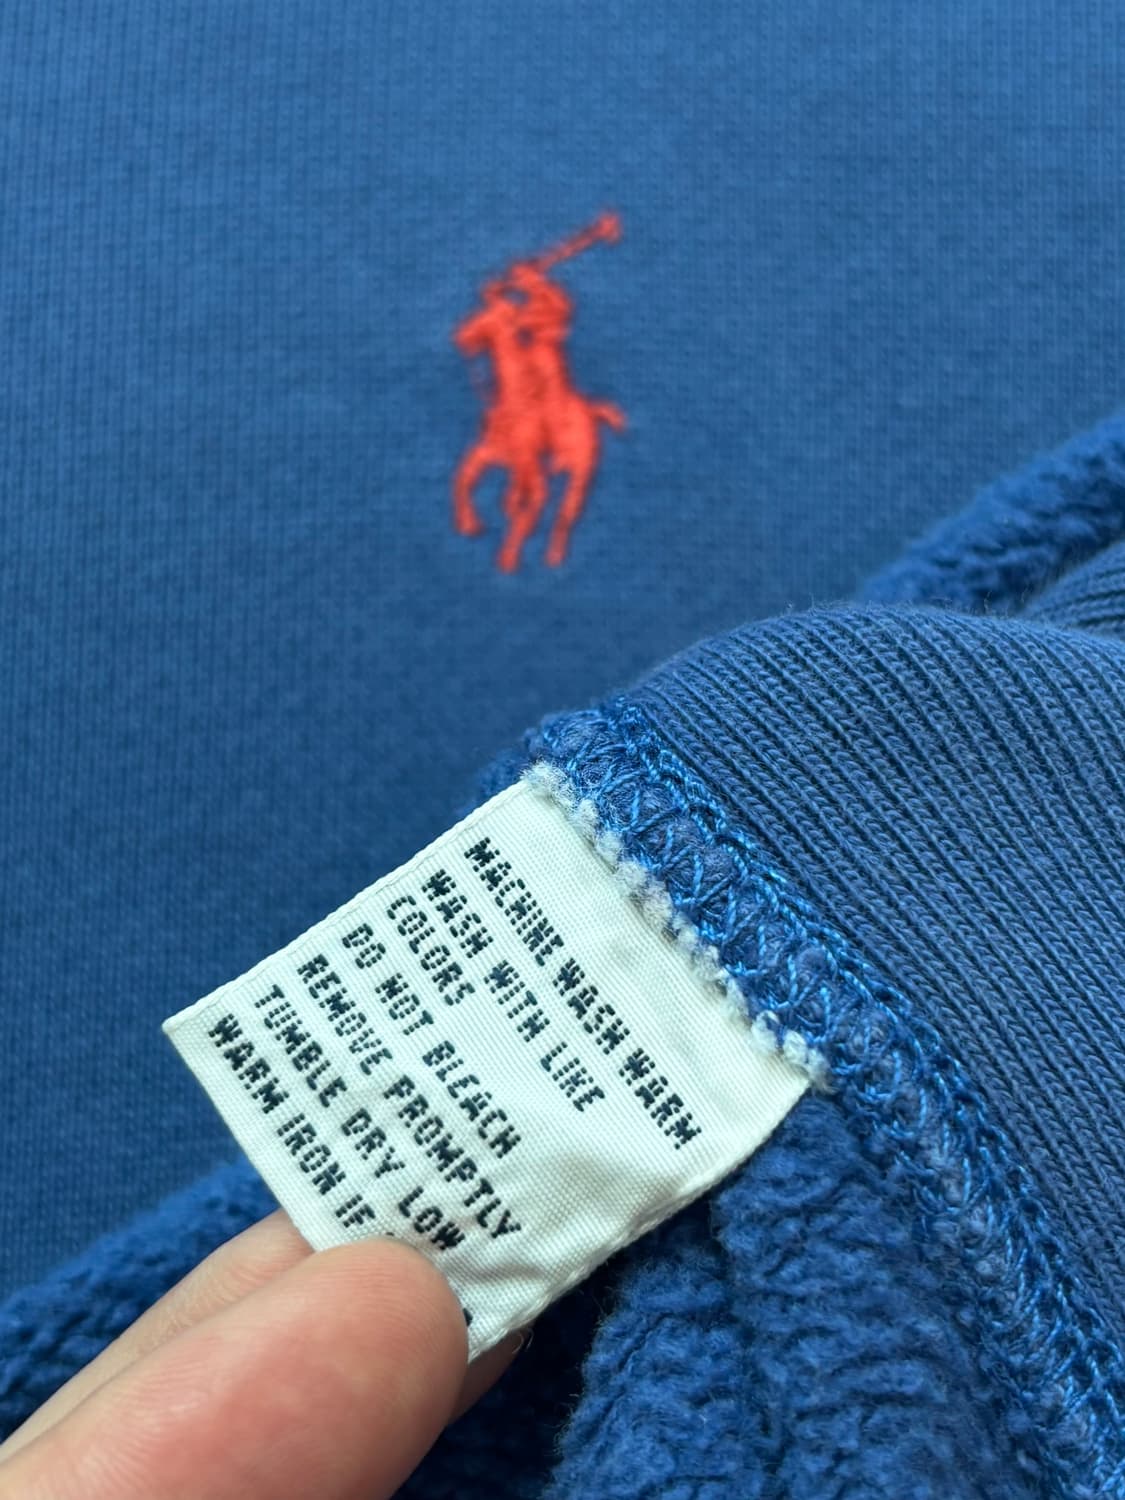 MACHINE WASH WARM
WASH WITH LIKE
COLORS
DO NOT BLEACH
REMOVE PROMPTLY
TUMBLE DRY LOW
WARM IRON IF